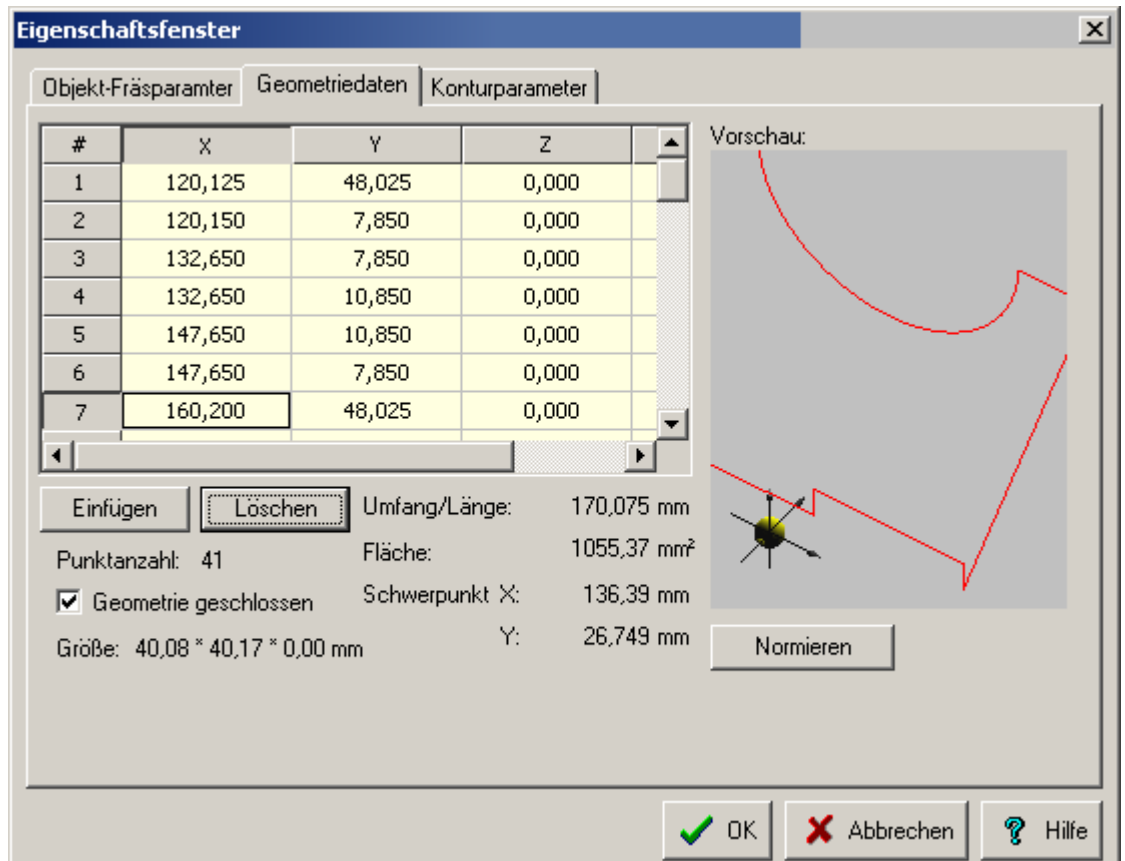 Eigenschaftsfenster
Objekt-Fräsparamter Geometriedaten Konturparameter
# X Y Z
1 120,125 48,025 0,000
2 120,150 7,850 0,000
3 132,650 7,850 0,000
4 132,650 10,850 0,000
5 147,650 10,850 0,000
6 147,650 7,850 0,000
7 160,200 48,025 0,000
Vorschau:
Einfügen Löschen
Punktanzahl: 41
Geometrie geschlossen
Größe: 40,08 * 40,17 * 0,00 mm
Umfang/Länge: 170,075 mm
Fläche: 1055,37 mm²
Schwerpunkt X: 136,39 mm
Y: 26,749 mm
Normieren
OK Abbrechen Hilfe